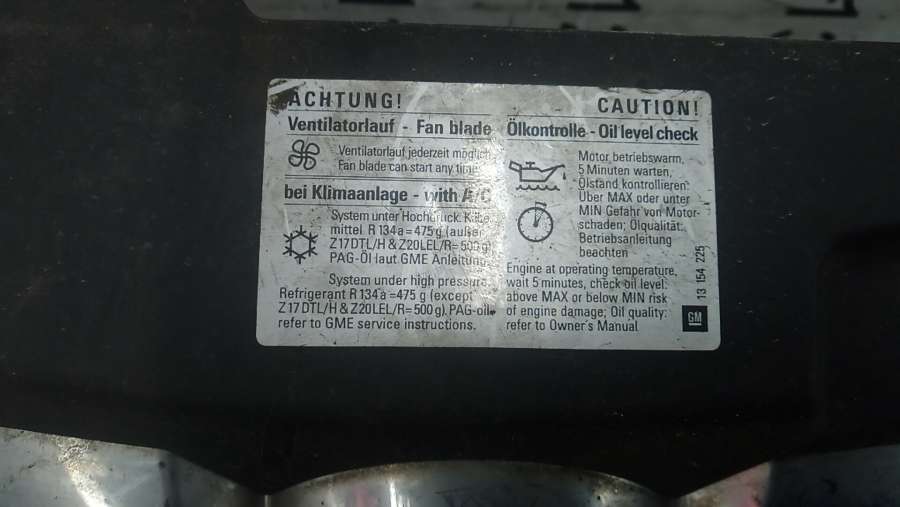 ACHTUNG!
CAUTION!
Ventilatorlauf - Fan blade
Ventilatorlauf jederzeit möglich
Fan blade can start any time
bei Klimaanlage - with A/C
System unter Hochdruck. Kälte-
mittel R 134 a = 475 g (außer
Z17DTL/H & Z20LEL/R= 500 g)
PAG-Öl laut GME Anleitung
System under high pressure.
Refrigerant R 134 a = 475 g (except
Z17DTL/H & Z20LEL/R= 500 g). PAG-oil:
refer to GME service instructions.
Ölkontrolle - Oil level check
Motor betriebswarm,
5 Minuten warten,
Ölstand kontrollieren:
Über MAX oder unter
MIN Gefahr von Motor-
schaden; Ölqualität:
Betriebsanleitung
beachten
Engine at operating temperature,
wait 5 minutes, check oil level:
above MAX or below MIN risk
of engine damage; Oil quality:
refer to Owner's Manual
13 154 225
GM